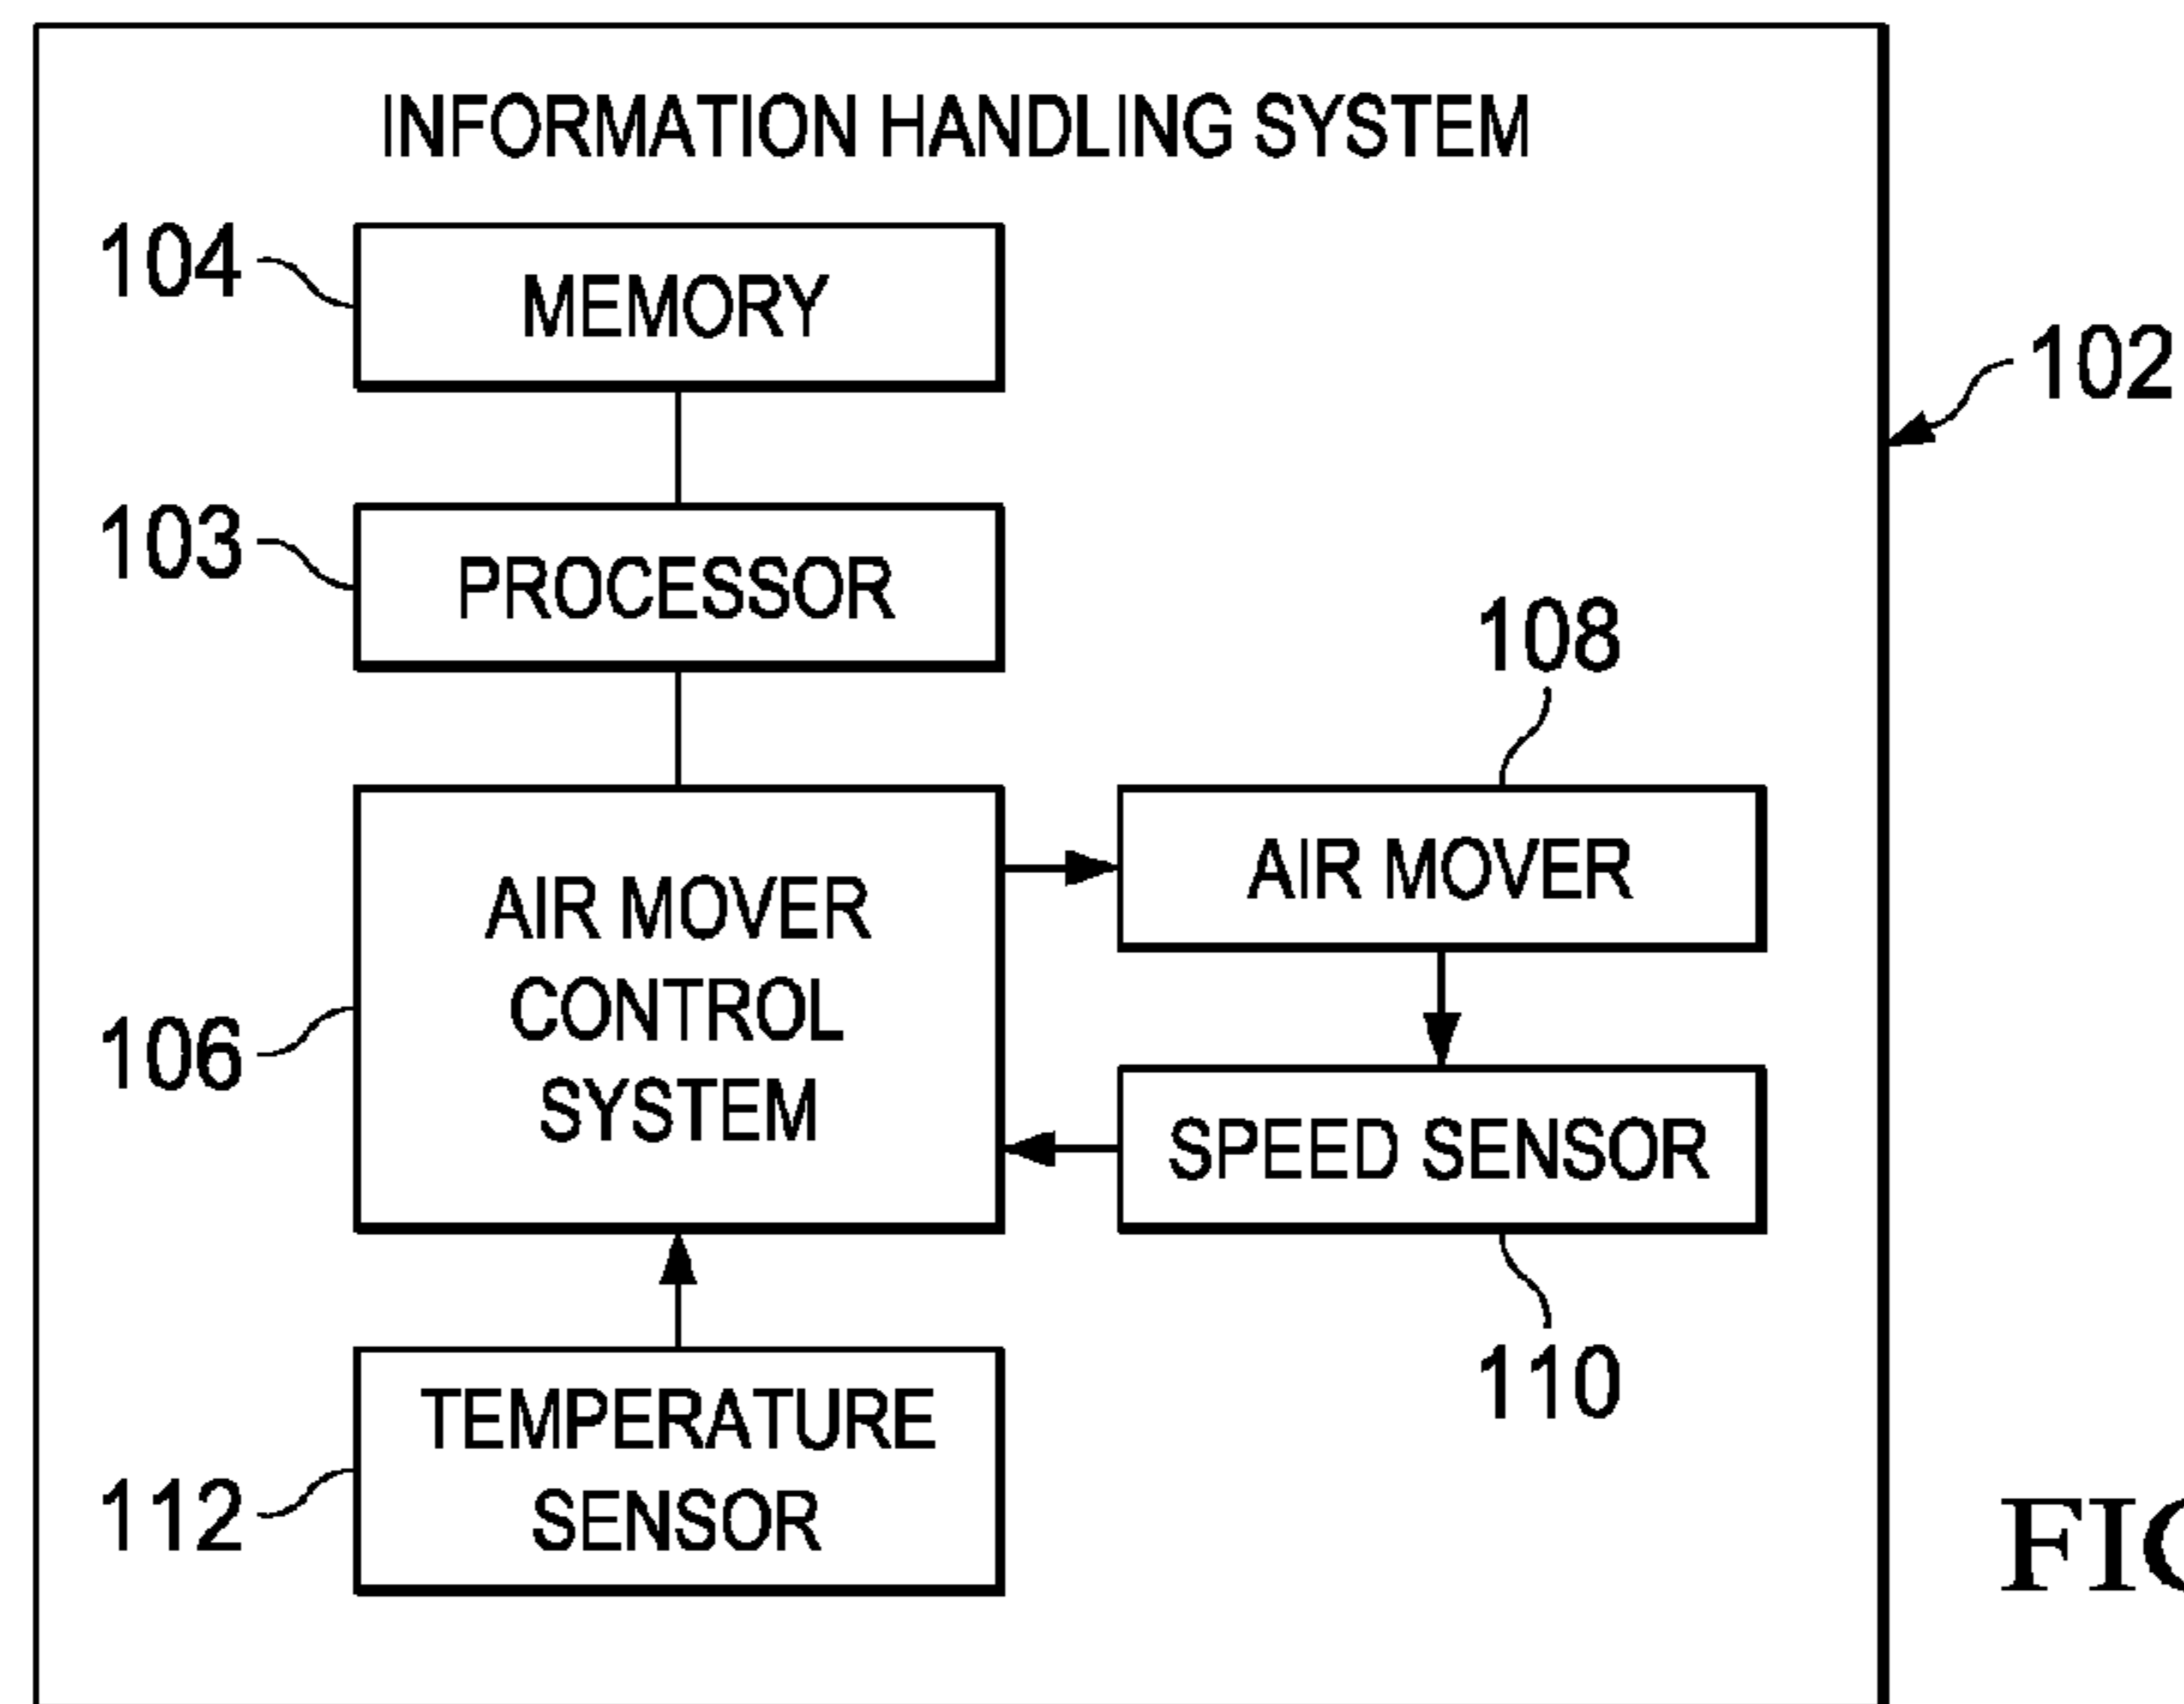 INFORMATION HANDLING SYSTEM
104
MEMORY
102
103
PROCESSOR
108
AIR MOVER
CONTROL
SYSTEM
AIR MOVER
106
SPEED SENSOR
110
TEMPERATURE
SENSOR
112